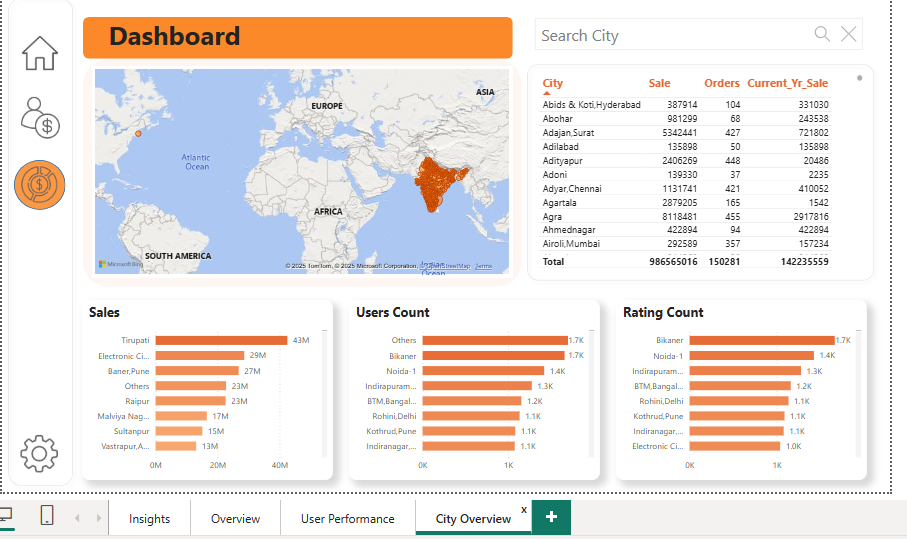 Dashboard
Search City
EUROPE
ASIA
Atlantic
Ocean
AFRICA
SOUTH AMERICA
Microsoft Bing
© 2025 TomTom, © 2025 Microsoft Corporation, © OpenStreetMap Terms
Ocean
City Sale Orders Current_Yr_Sale
Abids & Koti,Hyderabad 387914 104 331030
Abohar 981299 68 243538
Adajan,Surat 5342441 427 721802
Adilabad 135898 50 135898
Adityapur 2406269 448 20486
Adoni 139330 37 2235
Adyar,Chennai 1131741 421 410052
Agartala 2879205 165 1542
Agra 8118481 455 2917816
Ahmednagar 422894 94 422894
Airoli,Mumbai 292589 357 157234
Total 986565016 150281 142235559
Sales
Tirupati 43M
Electronic Ci... 29M
Baner,Pune 27M
Others 23M
Raipur 23M
Malviya Nag... 17M
Sultanpur 15M
Vastrapur,A... 13M
0M 20M 40M
Users Count
Others 1.7K
Bikaner 1.7K
Noida-1 1.4K
Indirapuram... 1.3K
BTM,Bangal... 1.2K
Rohini,Delhi 1.1K
Kothrud,Pune 1.1K
Indiranagar,... 1.1K
0K 1K
Rating Count
Bikaner 1.7K
Noida-1 1.4K
Indirapuram... 1.3K
BTM,Bangal... 1.2K
Rohini,Delhi 1.1K
Kothrud,Pune 1.1K
Indiranagar,... 1.1K
Electronic Ci... 1.0K
0K 1K
Insights Overview User Performance City Overview x +